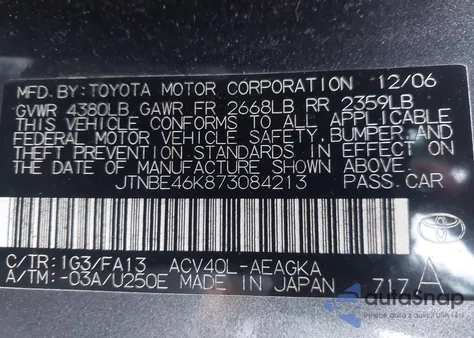 MFD.BY:TOYOTA MOTOR CORPORATION 12/06
GVWR 4380LB GAWR FR 2668LB RR 2359LB
THIS VEHICLE CONFORMS TO ALL APPLICABLE
FEDERAL MOTOR VEHICLE SAFETY, BUMPER, AND
THEFT PREVENTION STANDARDS IN EFFECT ON
THE DATE OF MANUFACTURE SHOWN ABOVE.
JTNBE46K873084213 PASS.CAR
C/TR:1G3/FA13 ACV40L-AEAGKA
A/TM:-03A/U250E MADE IN JAPAN 717A
autoSnap